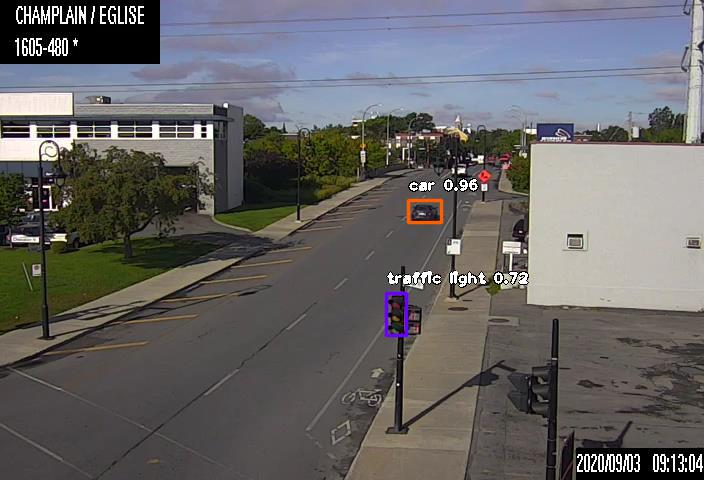 CHAMPLAIN / EGLISE
1605-480 *
car 0.96
traffic light 0.72
2020/09/03 09:13:04